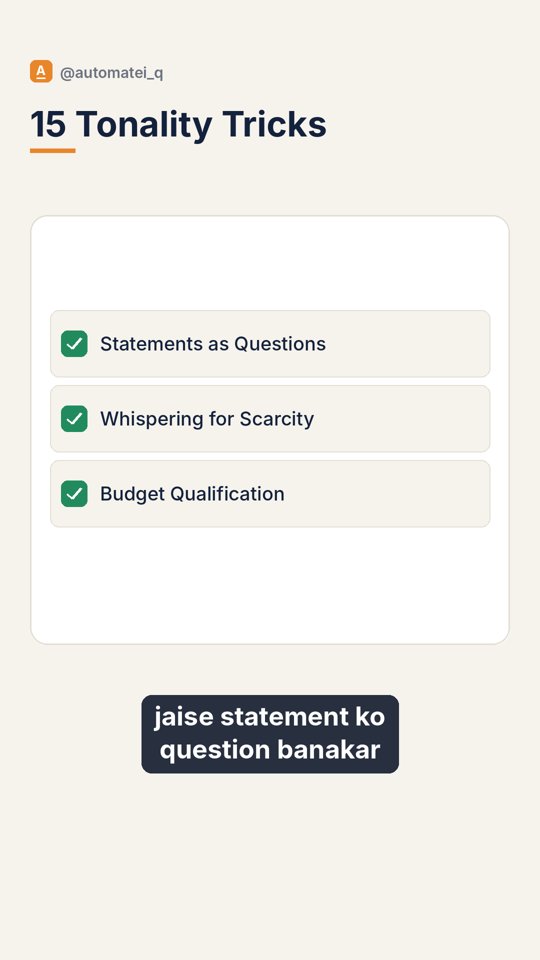 A
@automatei_q
15 Tonality Tricks
Statements as Questions
Whispering for Scarcity
Budget Qualification
jaise statement ko
question banakar